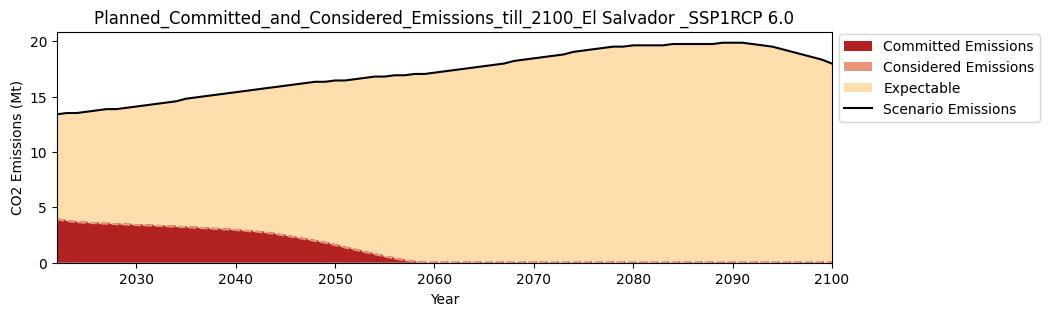 Planned_Committed_and_Considered_Emissions_till_2100_El Salvador _SSP1RCP 6.0
20
15
10
5
0
CO2 Emissions (Mt)
2030 2040 2050 2060 2070 2080 2090 2100
Year
Committed Emissions
Considered Emissions
Expectable
Scenario Emissions